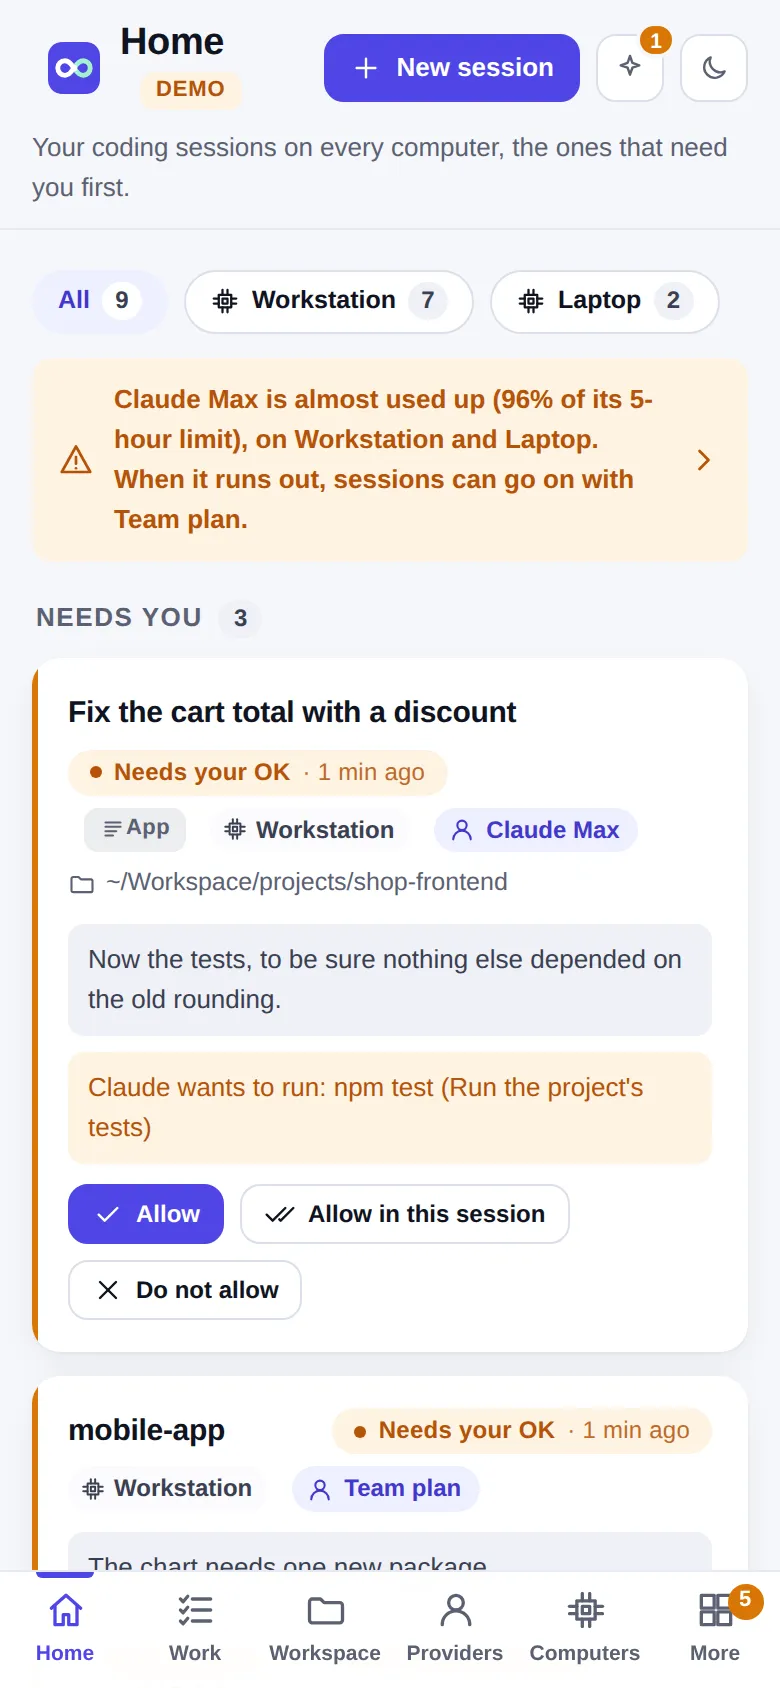 Home
DEMO
New session
1
Your coding sessions on every computer, the ones that need
you first.
All 9
Workstation 7
Laptop 2
Claude Max is almost used up (96% of its 5-
hour limit), on Workstation and Laptop.
When it runs out, sessions can go on with
Team plan.
NEEDS YOU 3
Fix the cart total with a discount
Needs your OK · 1 min ago
App
Workstation
Claude Max
~/Workspace/projects/shop-frontend
Now the tests, to be sure nothing else depended on
the old rounding.
Claude wants to run: npm test (Run the project's
tests)
Allow
Allow in this session
Do not allow
mobile-app
Needs your OK · 1 min ago
Workstation
Team plan
The chart needs one new package
5
Home
Work
Workspace
Providers
Computers
More